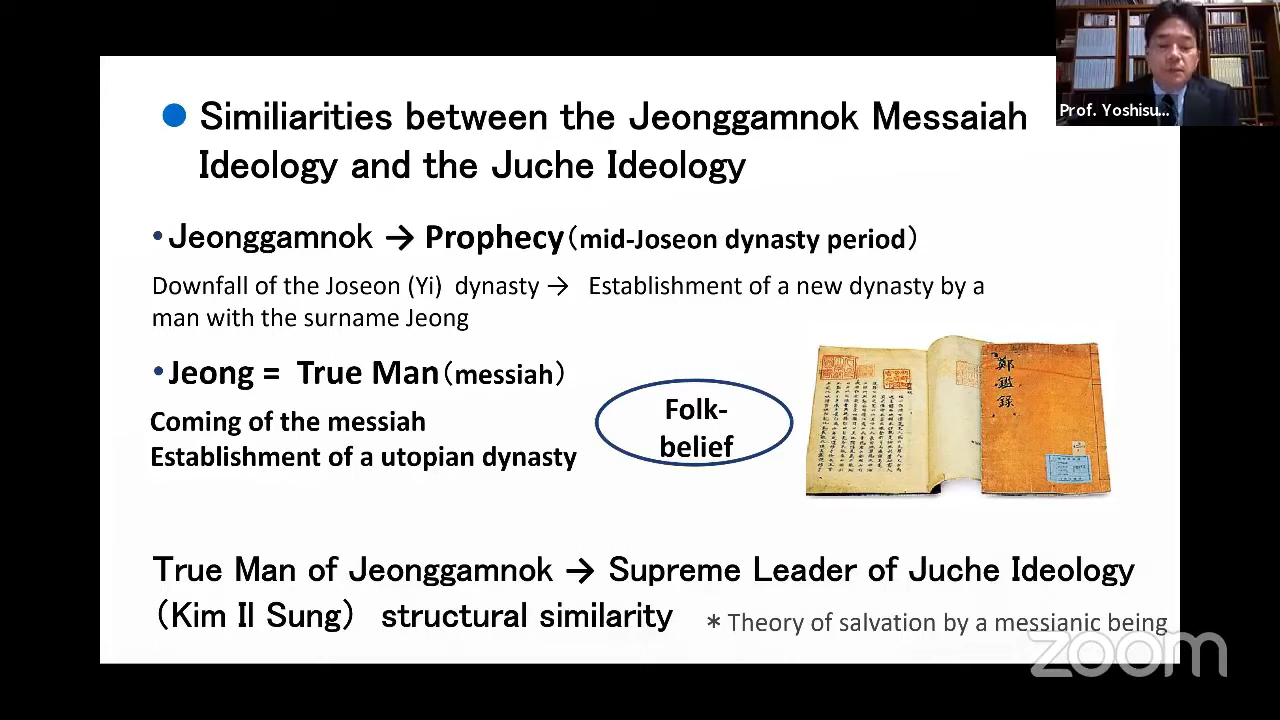 Similiarities between the Jeonggamnok Messaiah
Ideology and the Juche Ideology
Prof. Yoshisu...
•Jeonggamnok → Prophecy（mid-Joseon dynasty period）
Downfall of the Joseon (Yi) dynasty → Establishment of a new dynasty by a
man with the surname Jeong
•Jeong = True Man（messiah）
Coming of the messiah
Establishment of a utopian dynasty
Folk-
belief
鄭鑑錄
True Man of Jeonggamnok → Supreme Leader of Juche Ideology
（Kim Il Sung） structural similarity
＊Theory of salvation by a messianic being
zoom